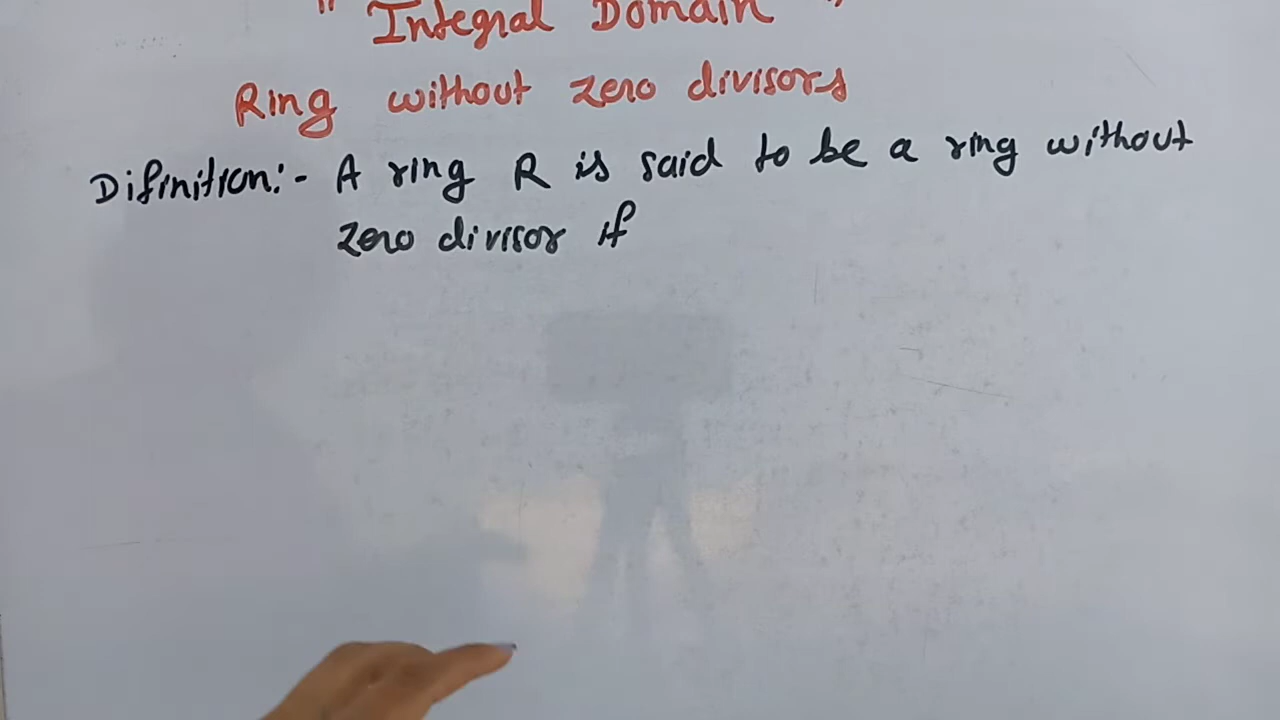 " Integral Domain "
Ring without zero divisors
Difinition:- A ring R is said to be a ring without
zero divisor if